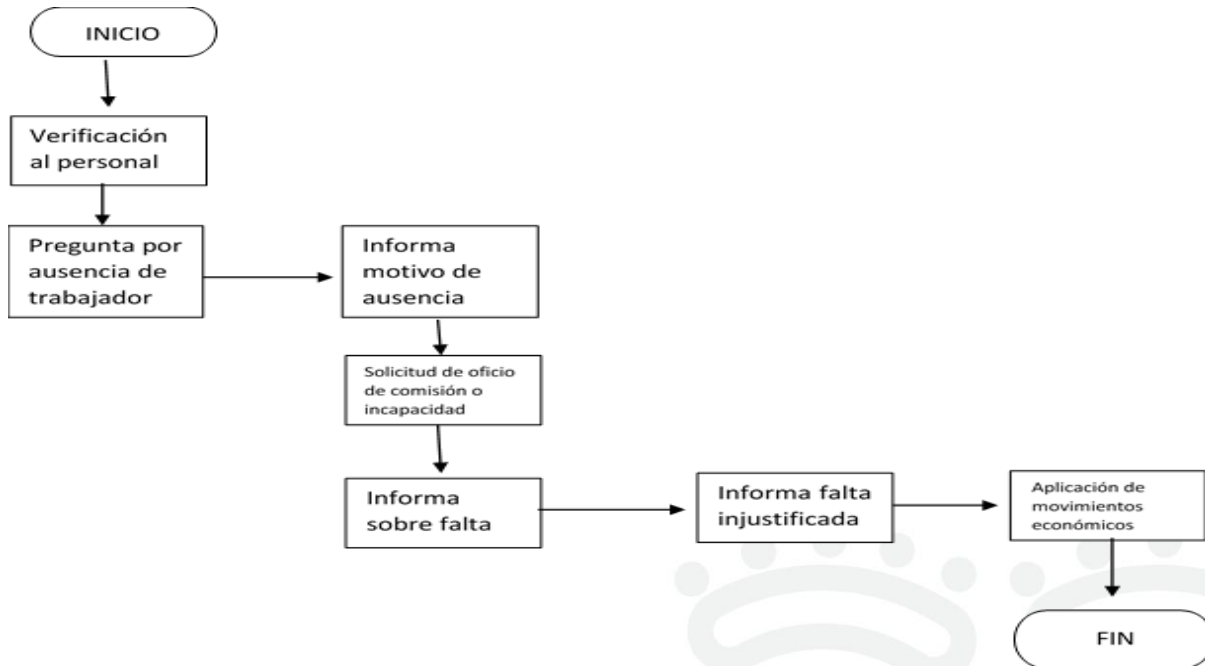 INICIO
Verificación
al personal
Pregunta por
ausencia de
trabajador
Informa
motivo de
ausencia
Solicitud de oficio
de comisión o
incapacidad
Informa
sobre falta
Informa falta
injustificada
Aplicación de
movimientos
económicos
FIN